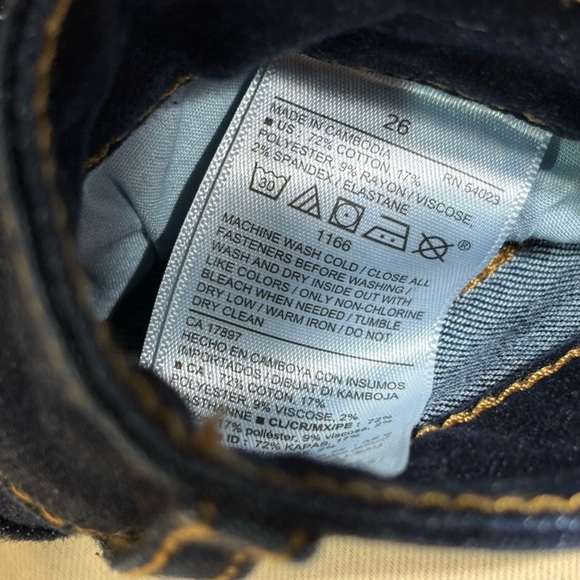 26
MADE IN CAMBODIA RN 54023
■ US : 72% COTTON, 17%
POLYESTER, 9% RAYON / VISCOSE,
2% SPANDEX / ELASTANE
30 ®
1166
MACHINE WASH COLD / CLOSE ALL
FASTENERS BEFORE WASHING /
WASH AND DRY INSIDE OUT WITH
LIKE COLORS / ONLY NON-CHLORINE
BLEACH WHEN NEEDED / TUMBLE
DRY LOW / WARM IRON / DO NOT
DRY CLEAN
CA 17897
HECHO EN CAMBOYA CON INSUMOS
IMPORTADOS / DIBUAT DI KAMBOJA
■ CA : 72% COTON, 17%
POLYESTER, 9% VISCOSE, 2%
■ CL/CR/MX/PE : 72%
17% poliéster, 9% viscose, 2%
ID : 72% KAPAS, 17%